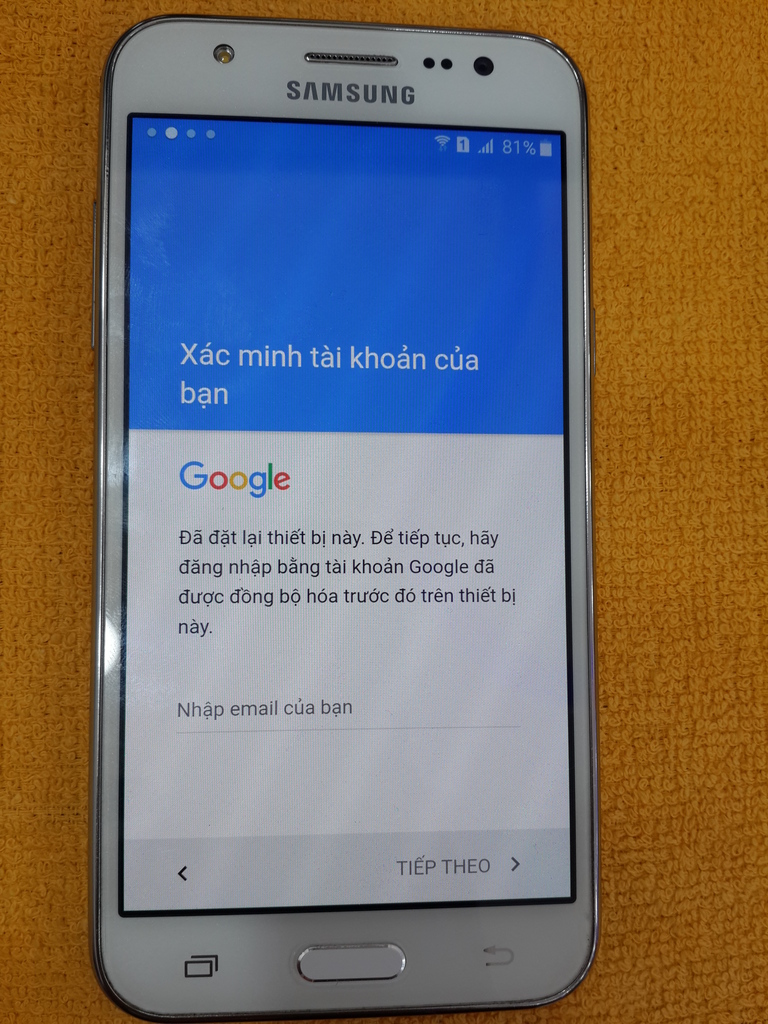 SAMSUNG
1 81%
Xác minh tài khoản của
bạn
Google
Đã đặt lại thiết bị này. Để tiếp tục, hãy
đăng nhập bằng tài khoản Google đã
được đồng bộ hóa trước đó trên thiết bị
này.
Nhập email của bạn
TIẾP THEO